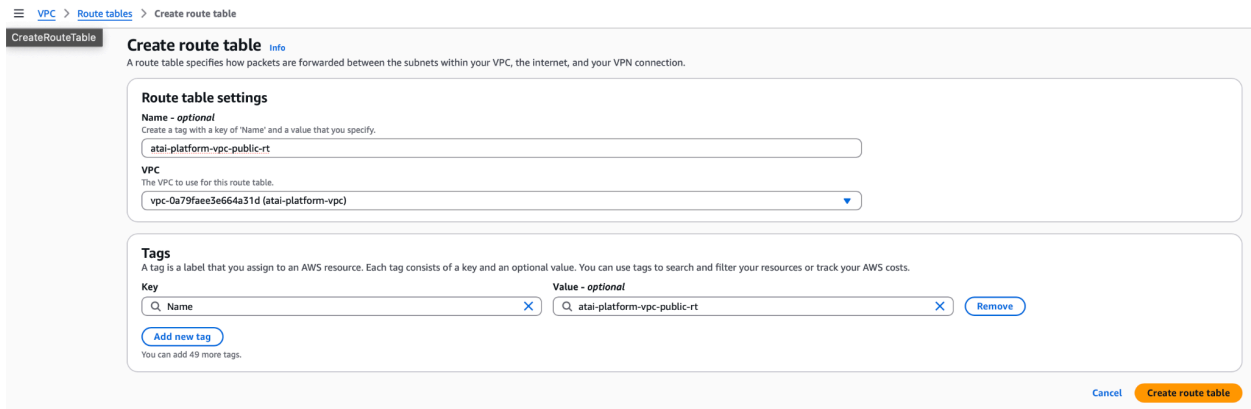 VPC > Route tables > Create route table
CreateRouteTable
Create route table Info
A route table specifies how packets are forwarded between the subnets within your VPC, the internet, and your VPN connection.
Route table settings
Name - optional
Create a tag with a key of 'Name' and a value that you specify.
atai-platform-vpc-public-rt
VPC
The VPC to use for this route table.
vpc-0a79faee3e664a31d (atai-platform-vpc)
Tags
A tag is a label that you assign to an AWS resource. Each tag consists of a key and an optional value. You can use tags to search and filter your resources or track your AWS costs.
Key Value - optional
Name atai-platform-vpc-public-rt Remove
Add new tag
You can add 49 more tags.
Cancel Create route table